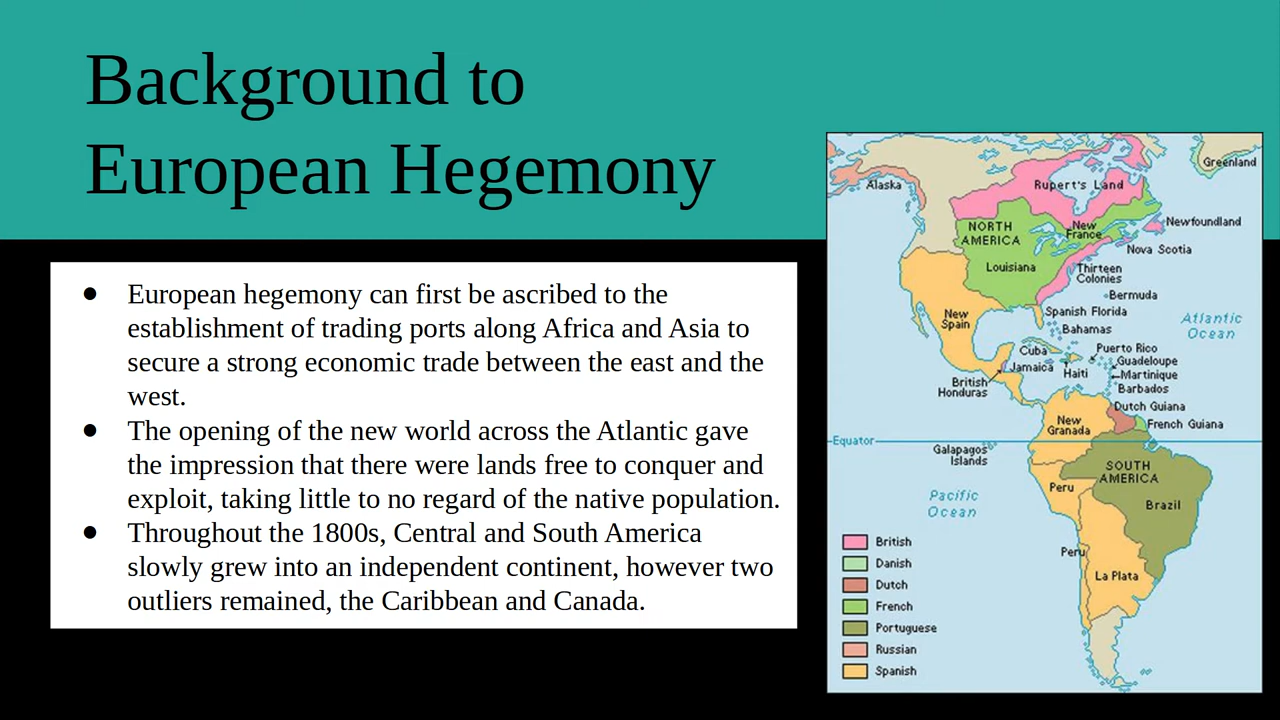 Background to
European Hegemony
● European hegemony can first be ascribed to the
establishment of trading ports along Africa and Asia to
secure a strong economic trade between the east and the
west.
● The opening of the new world across the Atlantic gave
the impression that there were lands free to conquer and
exploit, taking little to no regard of the native population.
● Throughout the 1800s, Central and South America
slowly grew into an independent continent, however two
outliers remained, the Caribbean and Canada.
Greenland
Alaska
Rupert's Land
Newfoundland
NORTH
AMERICA
New
France
Nova Scotia
Louisiana
Thirteen
Colonies
Bermuda
New
Spain
Spanish Florida
Atlantic
Ocean
Bahamas
Cuba
Puerto Rico
Guadeloupe
Jamaica
Haiti
Martinique
British
Honduras
Barbados
Dutch Guiana
New
Granada
French Guiana
Equator
Galapagos
Islands
SOUTH
AMERICA
Peru
Brazil
Pacific
Ocean
Peru
La Plata
British
Danish
Dutch
French
Portuguese
Russian
Spanish